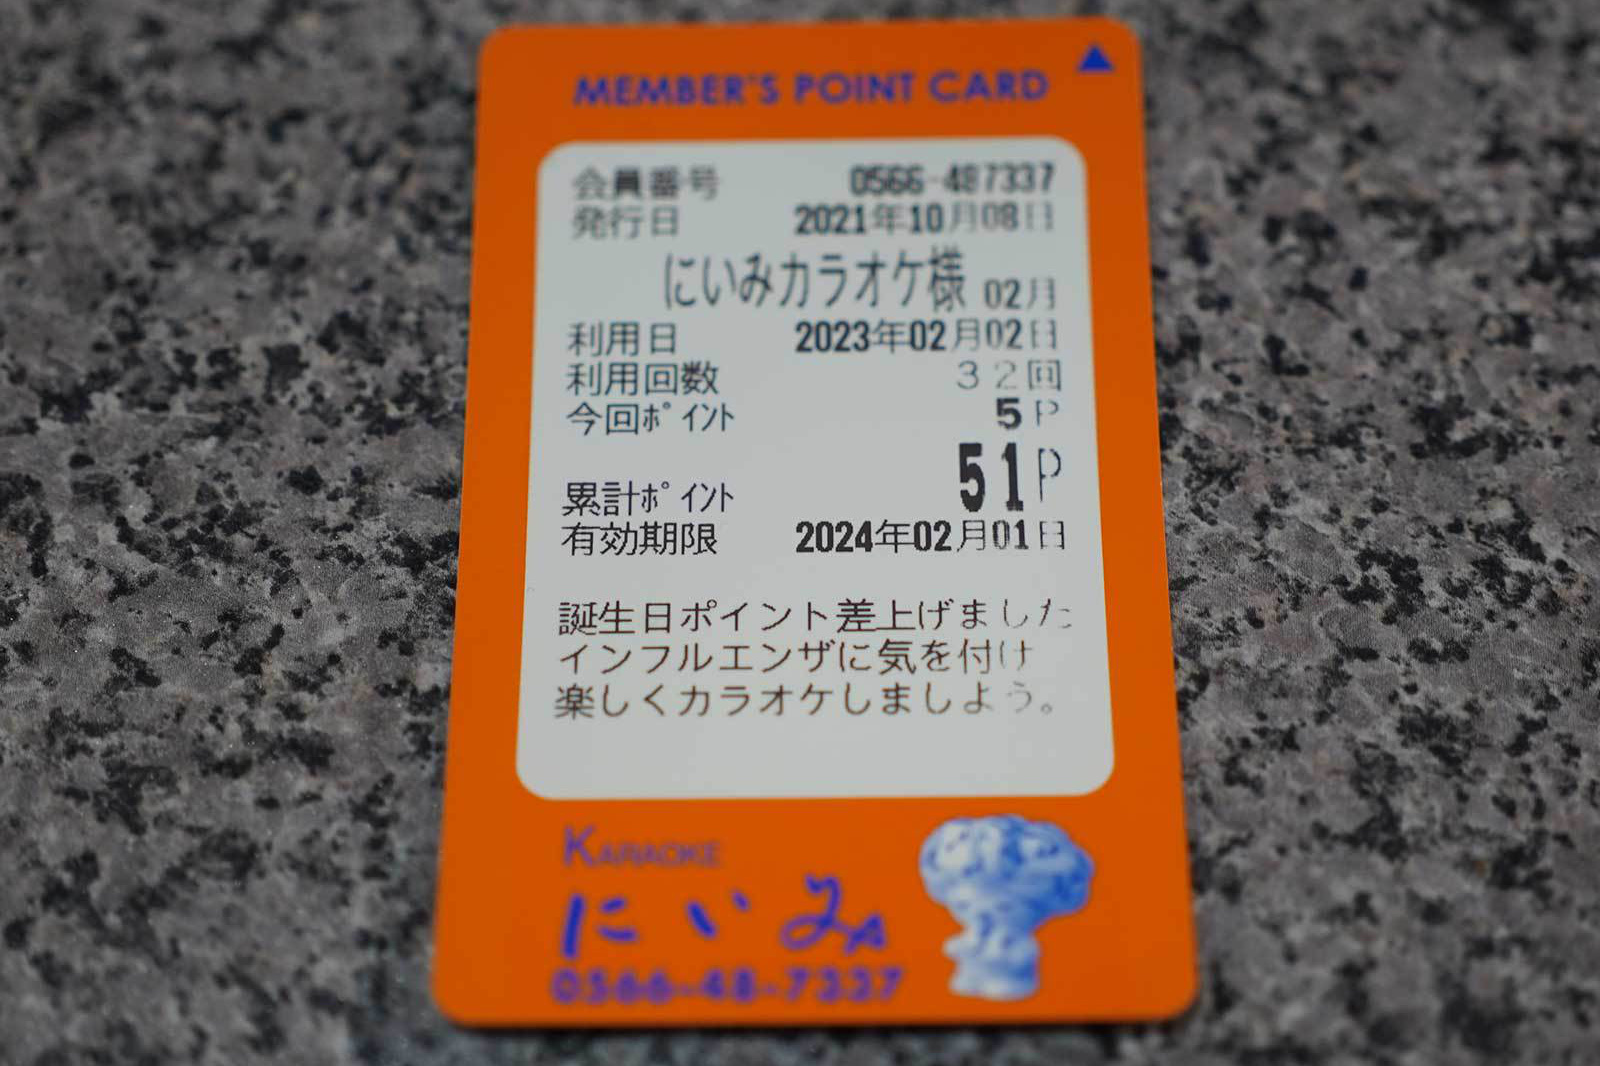 MEMBER'S POINT CARD
会員番号 0566-487337
発行日 2021年10月08日
にいみカラオケ様 02月
利用日 2023年02月02日
利用回数 32回
今回ポイント 5P
累計ポイント 51P
有効期限 2024年02月01日
誕生日ポイント差上げました
インフルエンザに気を付け
楽しくカラオケしましよう。
KARAOKE
にいみ
0566-48-7337